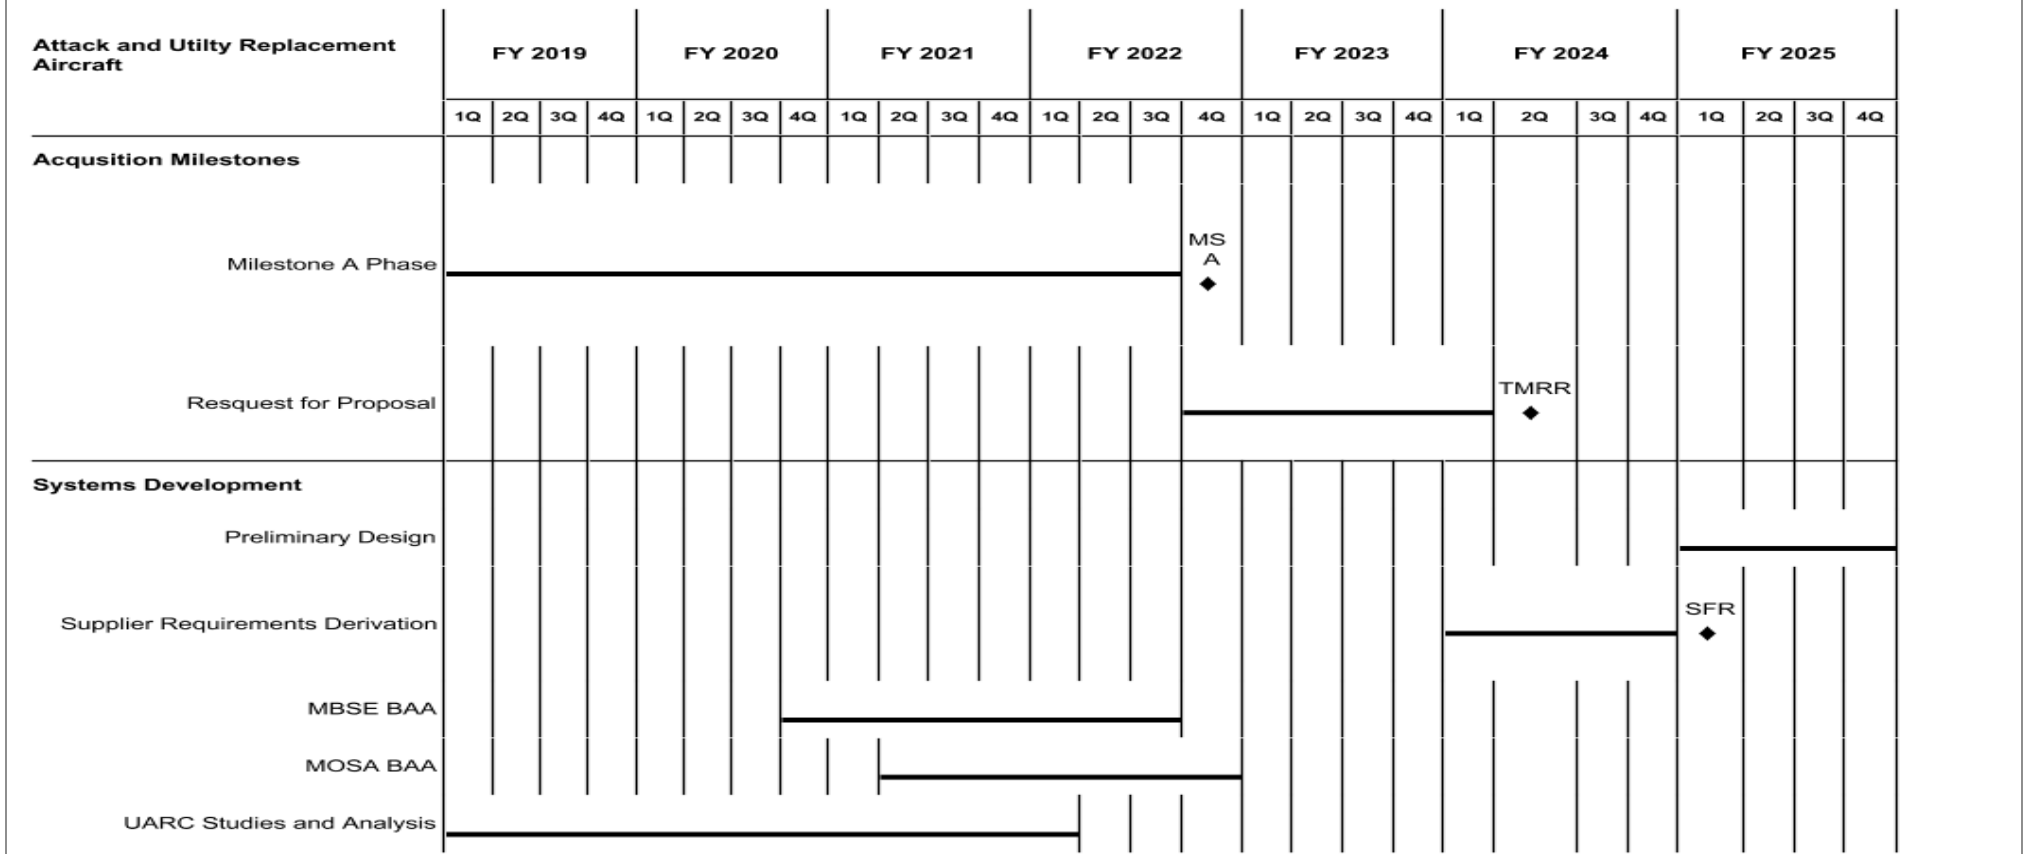 Attack and Utilty Replacement
Aircraft
FY 2019 FY 2020 FY 2021 FY 2022 FY 2023 FY 2024 FY 2025
1Q 2Q 3Q 4Q 1Q 2Q 3Q 4Q 1Q 2Q 3Q 4Q 1Q 2Q 3Q 4Q 1Q 2Q 3Q 4Q 1Q 2Q 3Q 4Q 1Q 2Q 3Q 4Q
Acqusition Milestones
MS
A
Milestone A Phase
TMRR
Resquest for Proposal
Systems Development
Preliminary Design
SFR
Supplier Requirements Derivation
MBSE BAA
MOSA BAA
UARC Studies and Analysis